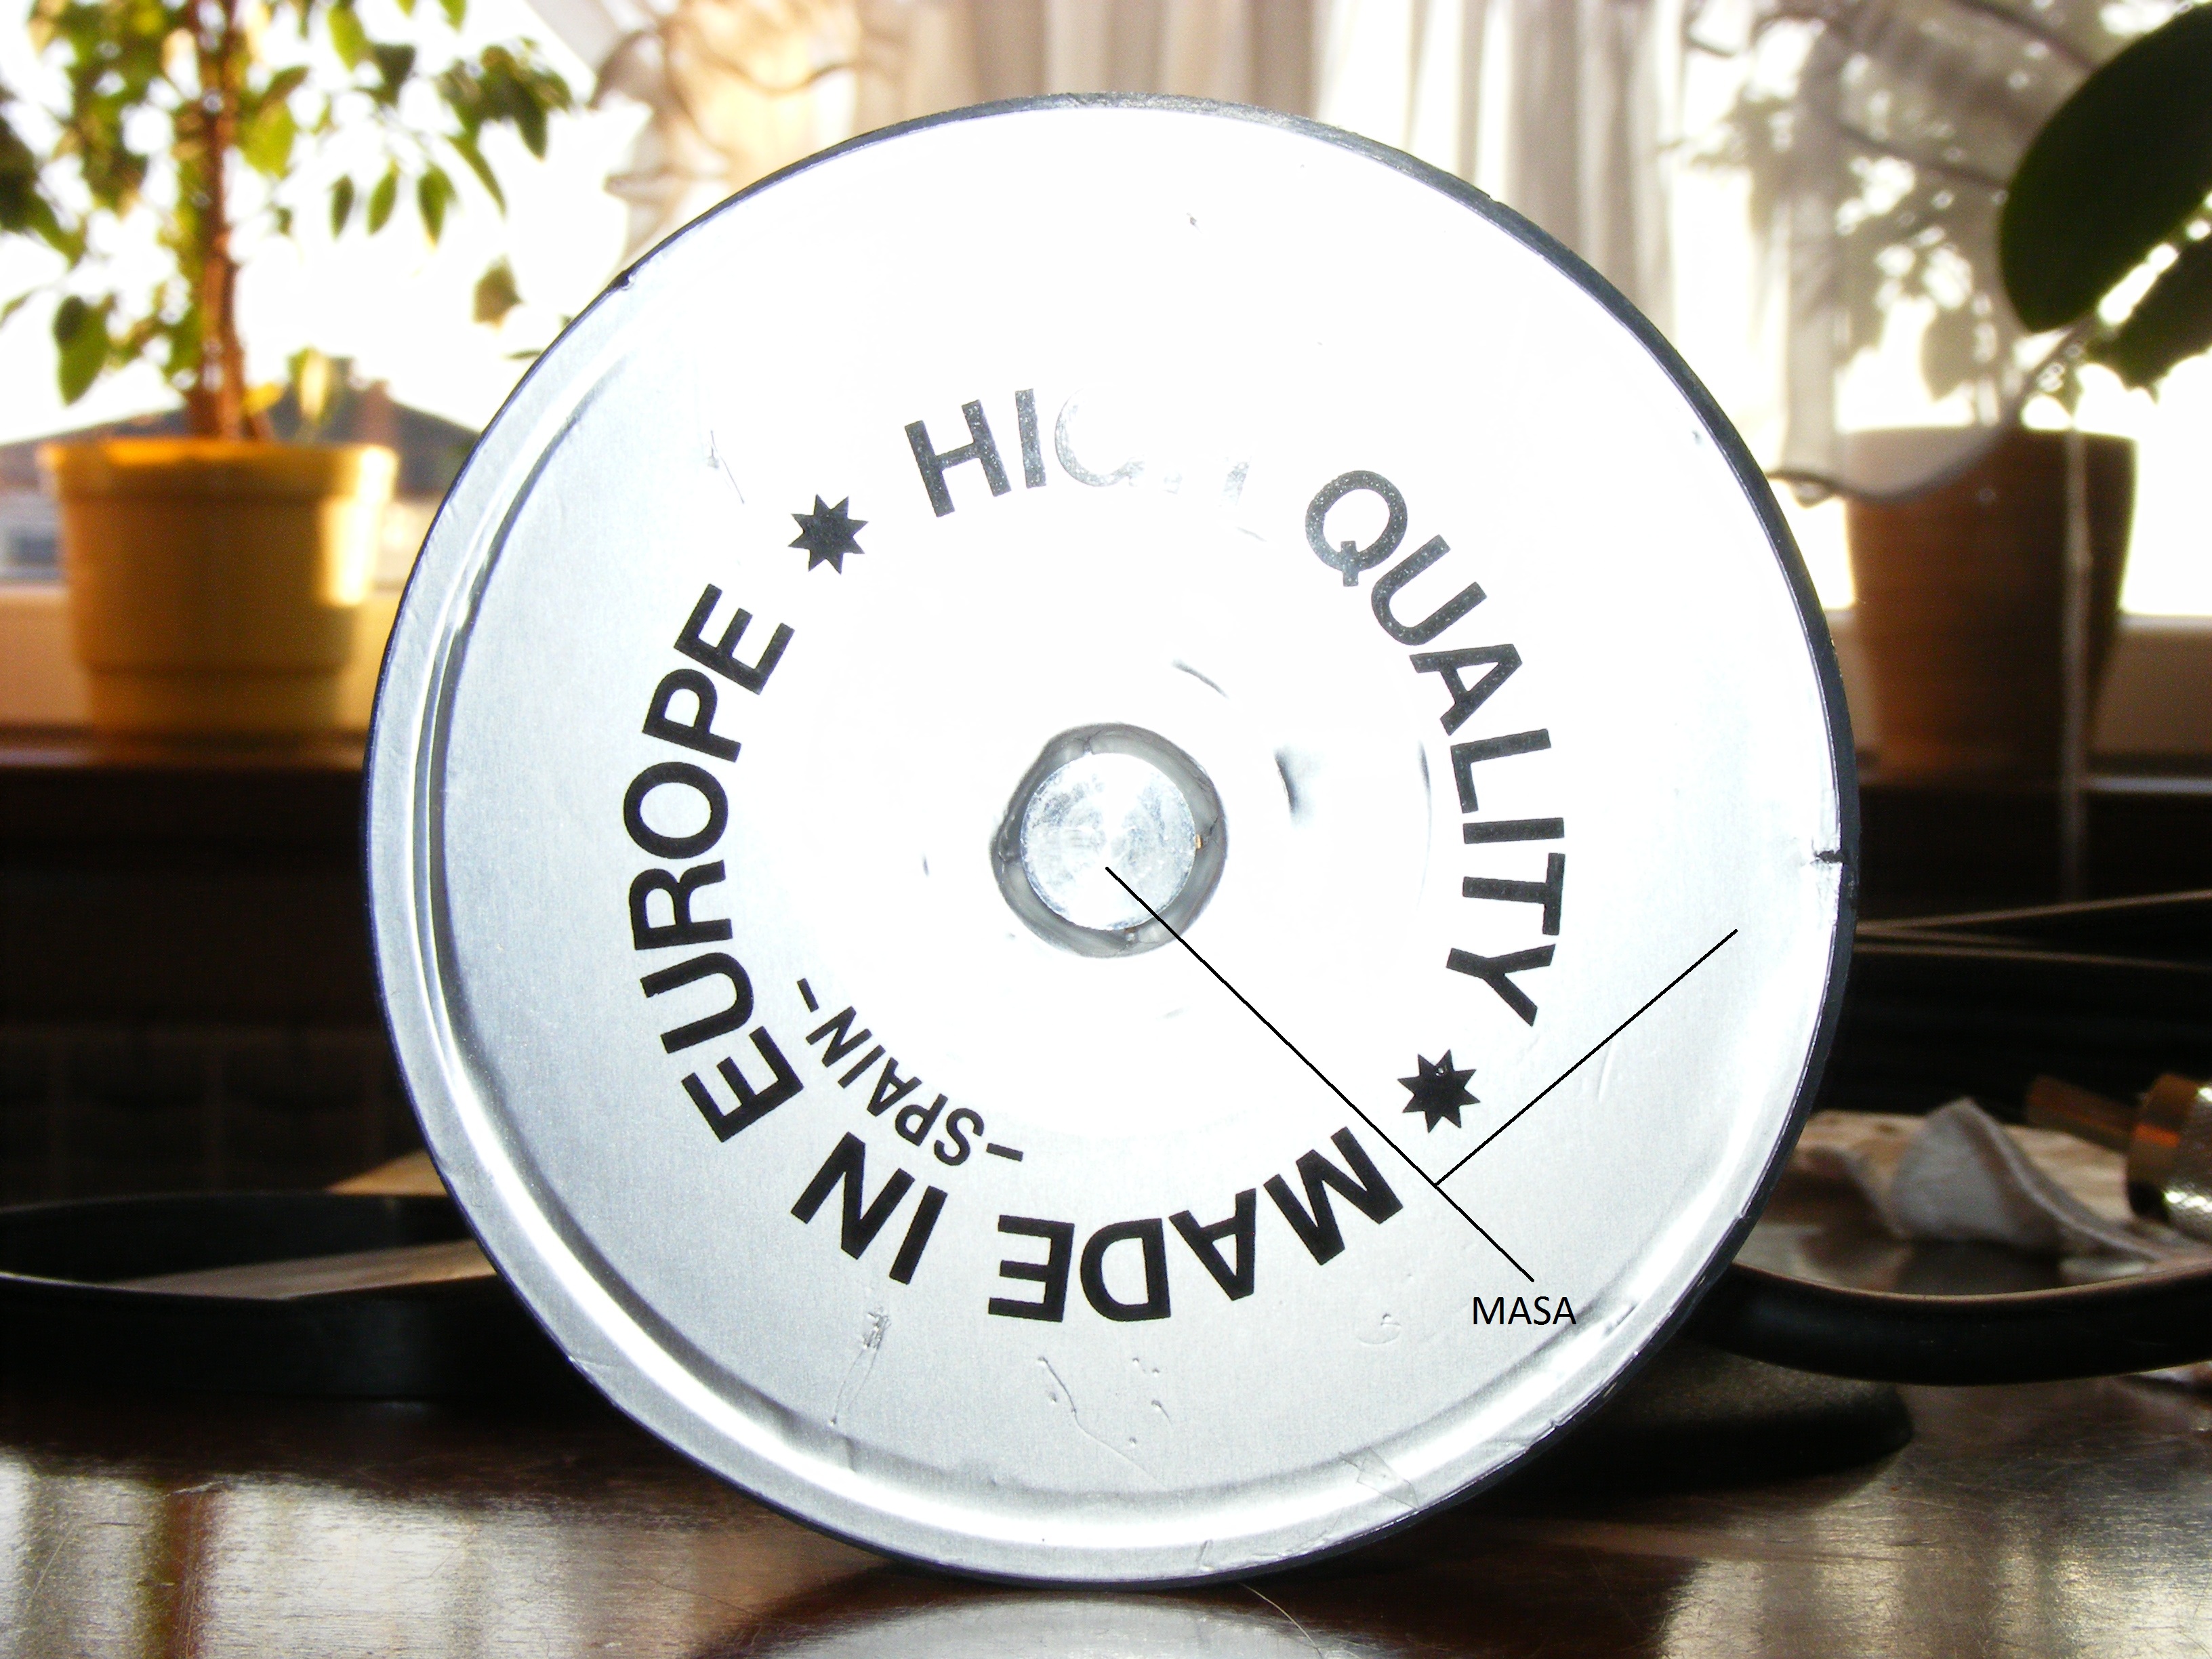 HIGH QUALITY
MADE IN EUROPE
-SPAIN-
MASA